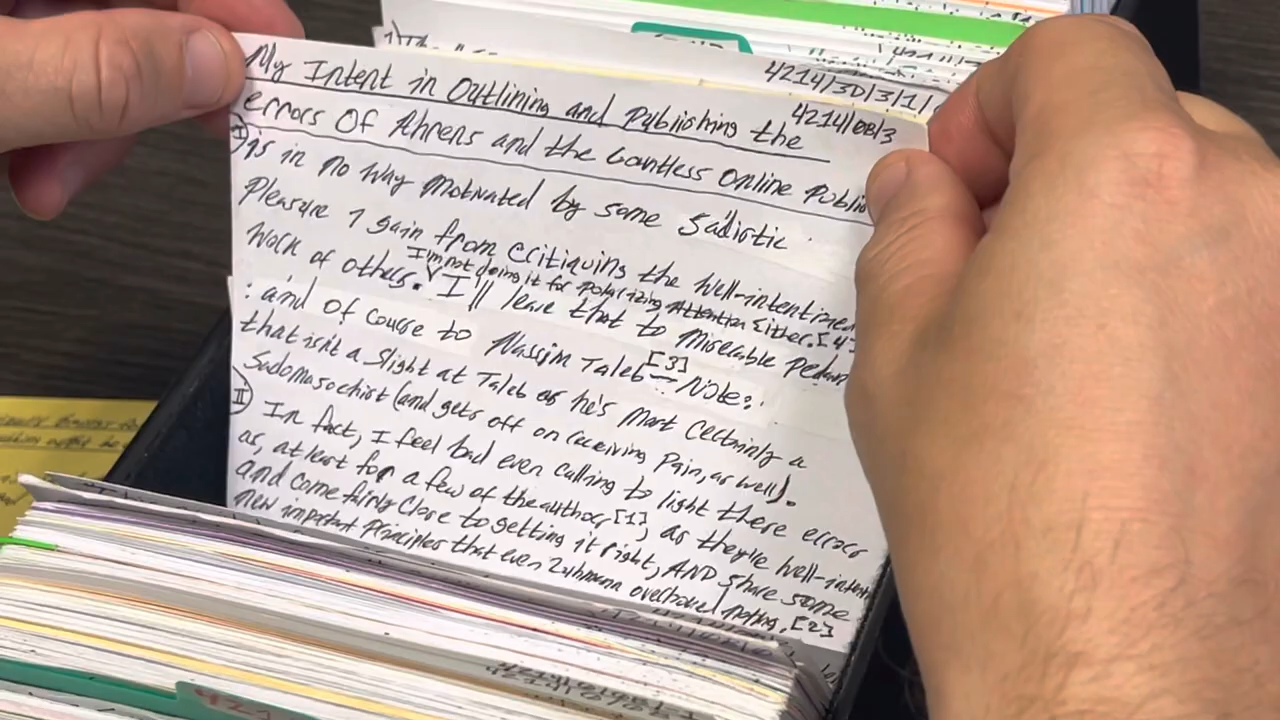 4214/3D/3/1/
4214/0B/3
My Intent in Outlining and Publishing the
errors Of Ahrens and the Countless Online Public
I is in no way motivated by some sadistic
pleasure I gain from critiquing the well-intentioned
I'm not doing it for polarizing Attention Either. [4]
work of others. I'll leave that to Miserable pedan
: and of course to Nassim Taleb [3] — Note:
that isn't a slight at Taleb as he's most certainly a
Sadomasochist (and gets off on receiving pain, as well).
II In fact, I feel bad even calling to light these errors
as, at least for a few of the authors [1], as they're well-intent
and come fairly close to getting it right, AND share some
new important principles that even Luhmann overlooked noting. [2]